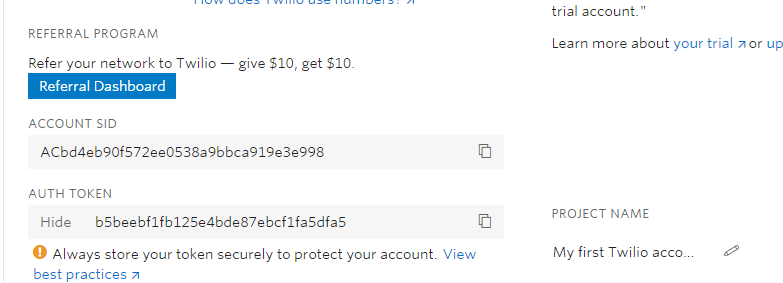 How does Twilio use numbers?
REFERRAL PROGRAM
Refer your network to Twilio — give $10, get $10.
Referral Dashboard
ACCOUNT SID
ACbd4eb90f572ee0538a9bbca919e3e998
AUTH TOKEN
Hide b5beebf1fb125e4bde87ebcf1fa5dfa5
Always store your token securely to protect your account. View
best practices
trial account."
Learn more about your trial or up
PROJECT NAME
My first Twilio acco...